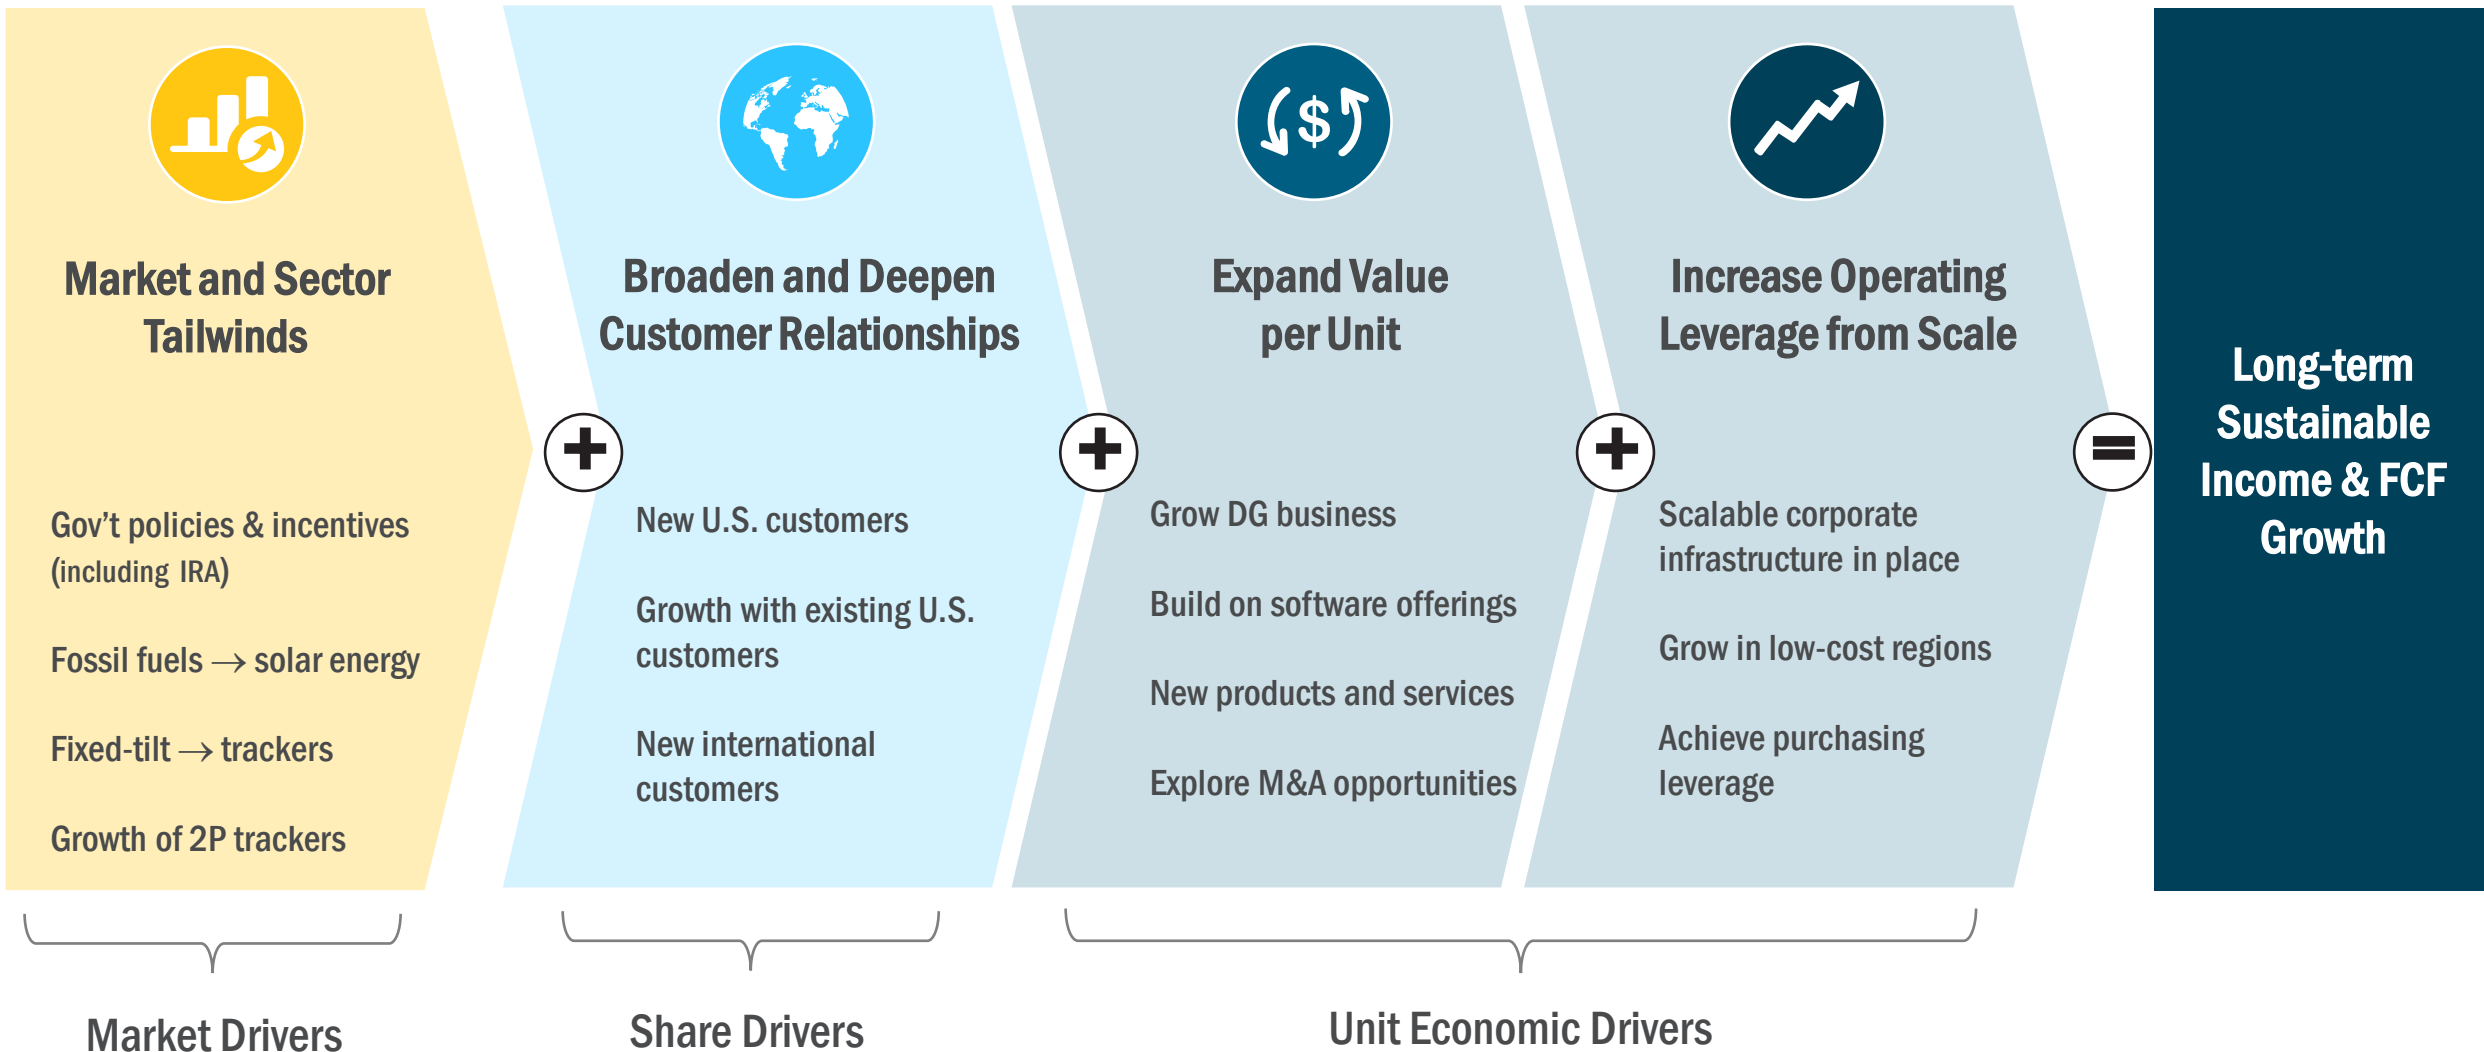 Market and Sector
Tailwinds
Gov’t policies & incentives
(including IRA)
Fossil fuels → solar energy
Fixed-tilt → trackers
Growth of 2P trackers
Market Drivers
+
Broaden and Deepen
Customer Relationships
New U.S. customers
Growth with existing U.S.
customers
New international
customers
Share Drivers
+
$
Expand Value
per Unit
Grow DG business
Build on software offerings
New products and services
Explore M&A opportunities
+
Increase Operating
Leverage from Scale
Scalable corporate
infrastructure in place
Grow in low-cost regions
Achieve purchasing
leverage
Unit Economic Drivers
=
Long-term
Sustainable
Income & FCF
Growth